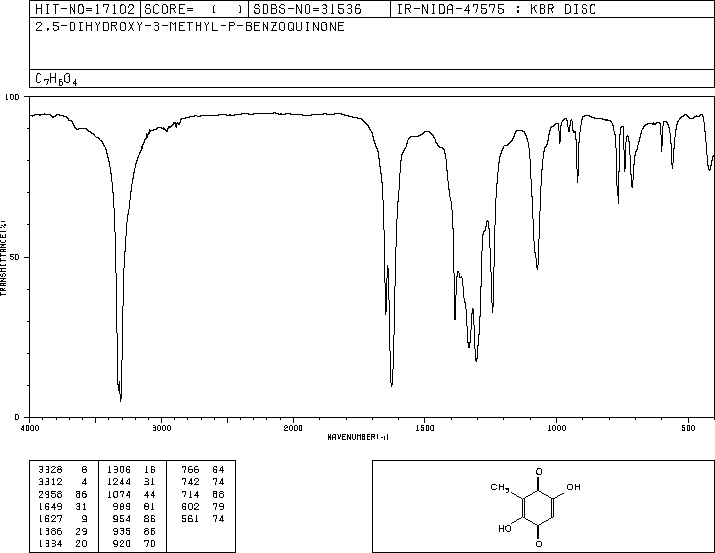 HIT-NO=17102 SCORE= ( ) SDBS-NO=31536 IR-NIDA-47575 : KBR DISC
2,5-DIHYDROXY-3-METHYL-P-BENZOQUINONE
C7H6O4
100
50
0
TRANSMITTANCE(%)
4000 3000 2000 1500 1000 500
WAVENUMBER(-1)
3328 6 1306 16 766 64
3312 4 1244 31 742 74
2958 86 1074 44 714 68
1649 31 989 81 602 79
1627 9 954 86 561 74
1386 29 935 86
1334 20 920 70
O
CH3 OH
HO
O